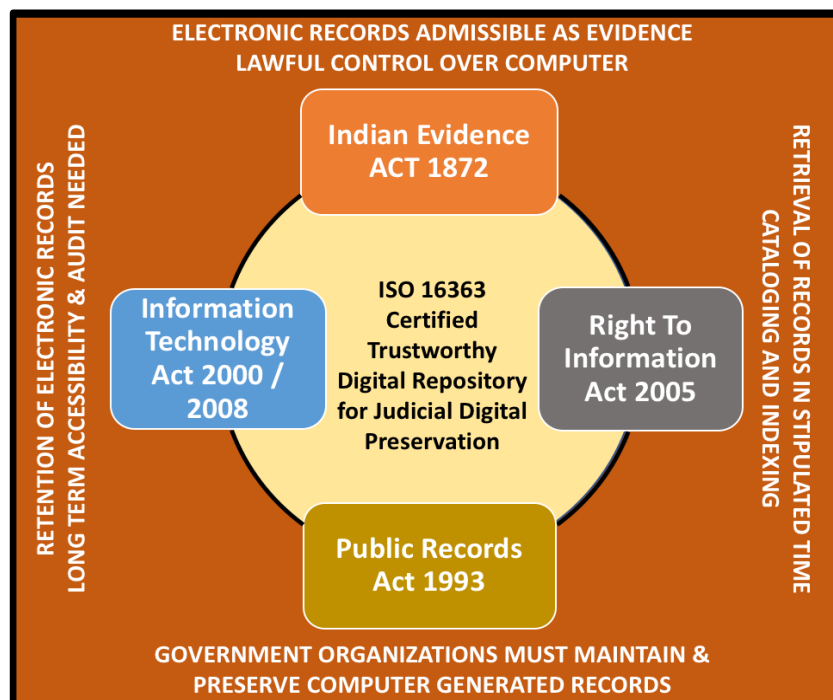 ELECTRONIC RECORDS ADMISSIBLE AS EVIDENCE
LAWFUL CONTROL OVER COMPUTER
Indian Evidence
ACT 1872
RETENTION OF ELECTRONIC RECORDS
LONG TERM ACCESSIBILITY & AUDIT NEEDED
Information
Technology
Act 2000 /
2008
ISO 16363
Certified
Trustworthy
Digital Repository
for Judicial Digital
Preservation
Right To
Information
Act 2005
RETRIEVAL OF RECORDS IN STIPULATED TIME
CATALOGING AND INDEXING
Public Records
Act 1993
GOVERNMENT ORGANIZATIONS MUST MAINTAIN &
PRESERVE COMPUTER GENERATED RECORDS